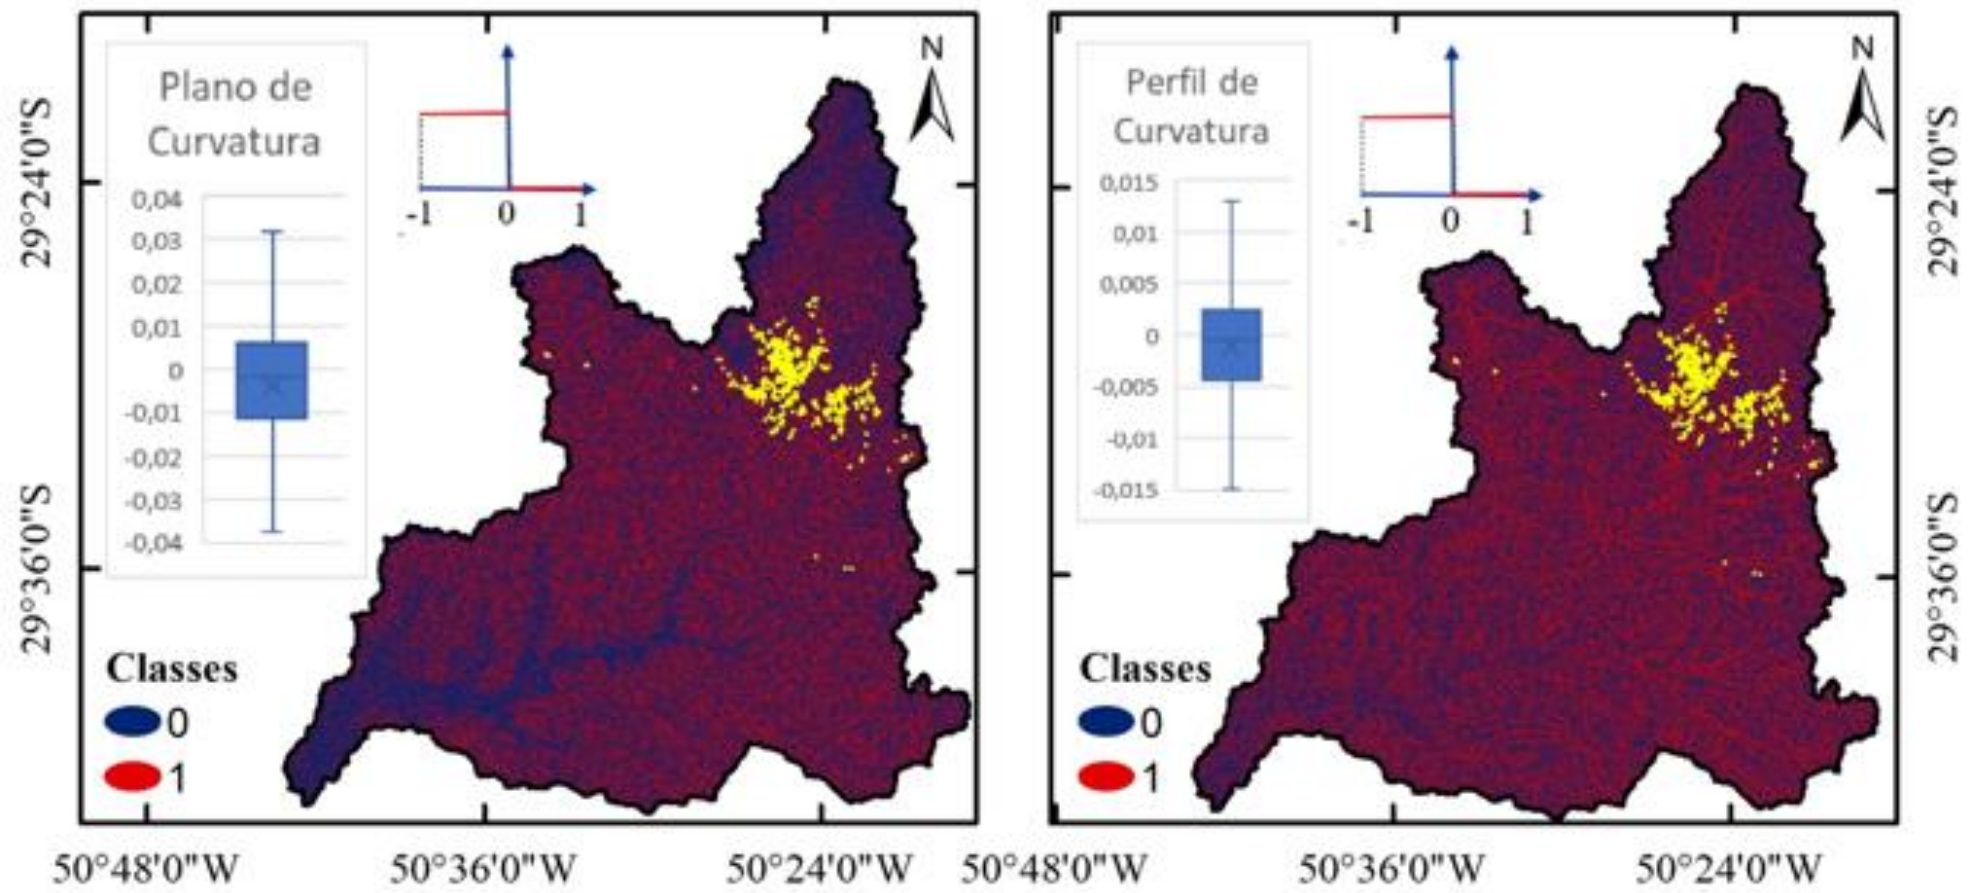 Plano de
Curvatura
0,04
0,03
0,02
0,01
0
-0,01
-0,02
-0,03
-0,04
-1
0
1
N
29°24'0"S
29°36'0"S
Classes
0
1
50°48'0"W
50°36'0"W
50°24'0"W
Perfil de
Curvatura
0,015
0,01
0,005
0
-0,005
-0,01
-0,015
-1
0
1
N
29°24'0"S
29°36'0"S
Classes
0
1
50°48'0"W
50°36'0"W
50°24'0"W